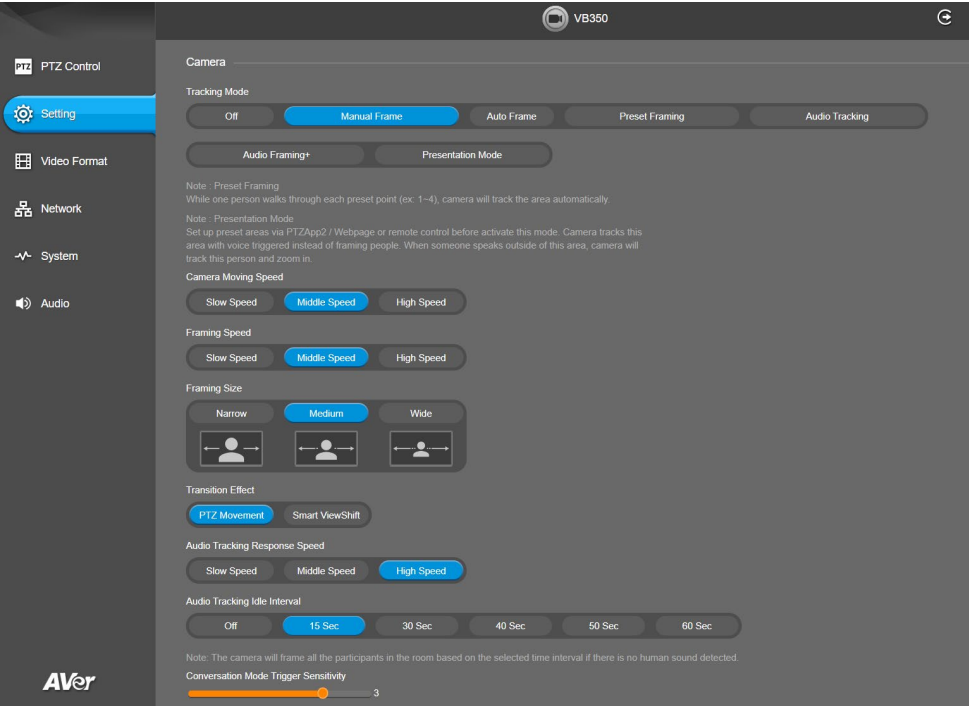 VB350
PTZ PTZ Control
Setting
Video Format
Network
System
Audio
AVer
Camera
Tracking Mode
Off Manual Frame Auto Frame Preset Framing Audio Tracking
Audio Framing+ Presentation Mode
Note : Preset Framing
While one person walks through each preset point (ex: 1~4), camera will track the area automatically.
Note : Presentation Mode
Set up preset areas via PTZApp2 / Webpage or remote control before activate this mode. Camera tracks this
area with voice triggered instead of framing people. When someone speaks outside of this area, camera will
track this person and zoom in.
Camera Moving Speed
Slow Speed Middle Speed High Speed
Framing Speed
Slow Speed Middle Speed High Speed
Framing Size
Narrow Medium Wide
Transition Effect
PTZ Movement Smart ViewShift
Audio Tracking Response Speed
Slow Speed Middle Speed High Speed
Audio Tracking Idle Interval
Off 15 Sec 30 Sec 40 Sec 50 Sec 60 Sec
Note: The camera will frame all the participants in the room based on the selected time interval if there is no human sound detected.
Conversation Mode Trigger Sensitivity
3